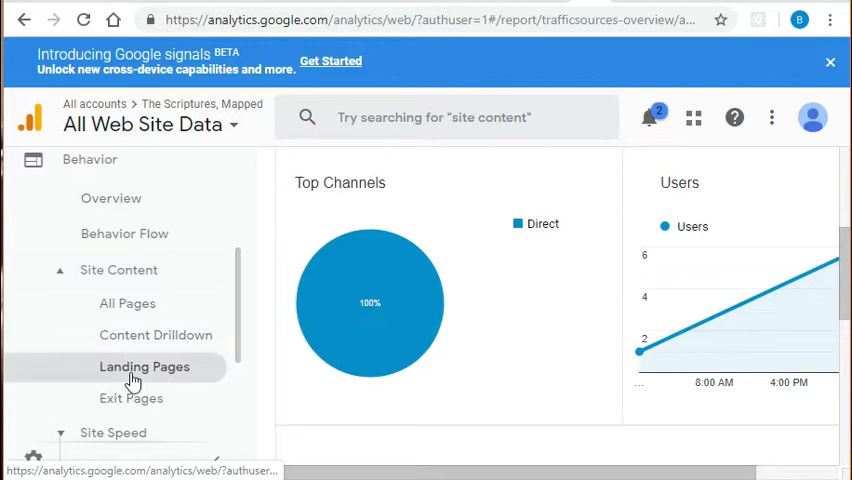 https://analytics.google.com/analytics/web/?authuser=1#/report/trafficsources-overview/a...
B
Introducing Google signals BETA
Unlock new cross-device capabilities and more.
Get Started
All accounts > The Scriptures, Mapped
All Web Site Data
Try searching for "site content"
2
Behavior
Overview
Behavior Flow
Site Content
All Pages
Content Drilldown
Landing Pages
Exit Pages
Site Speed
Top Channels
Direct
100%
Users
Users
6
4
2
...
8:00 AM
4:00 PM
https://analytics.google.com/analytics/web/?authuser...